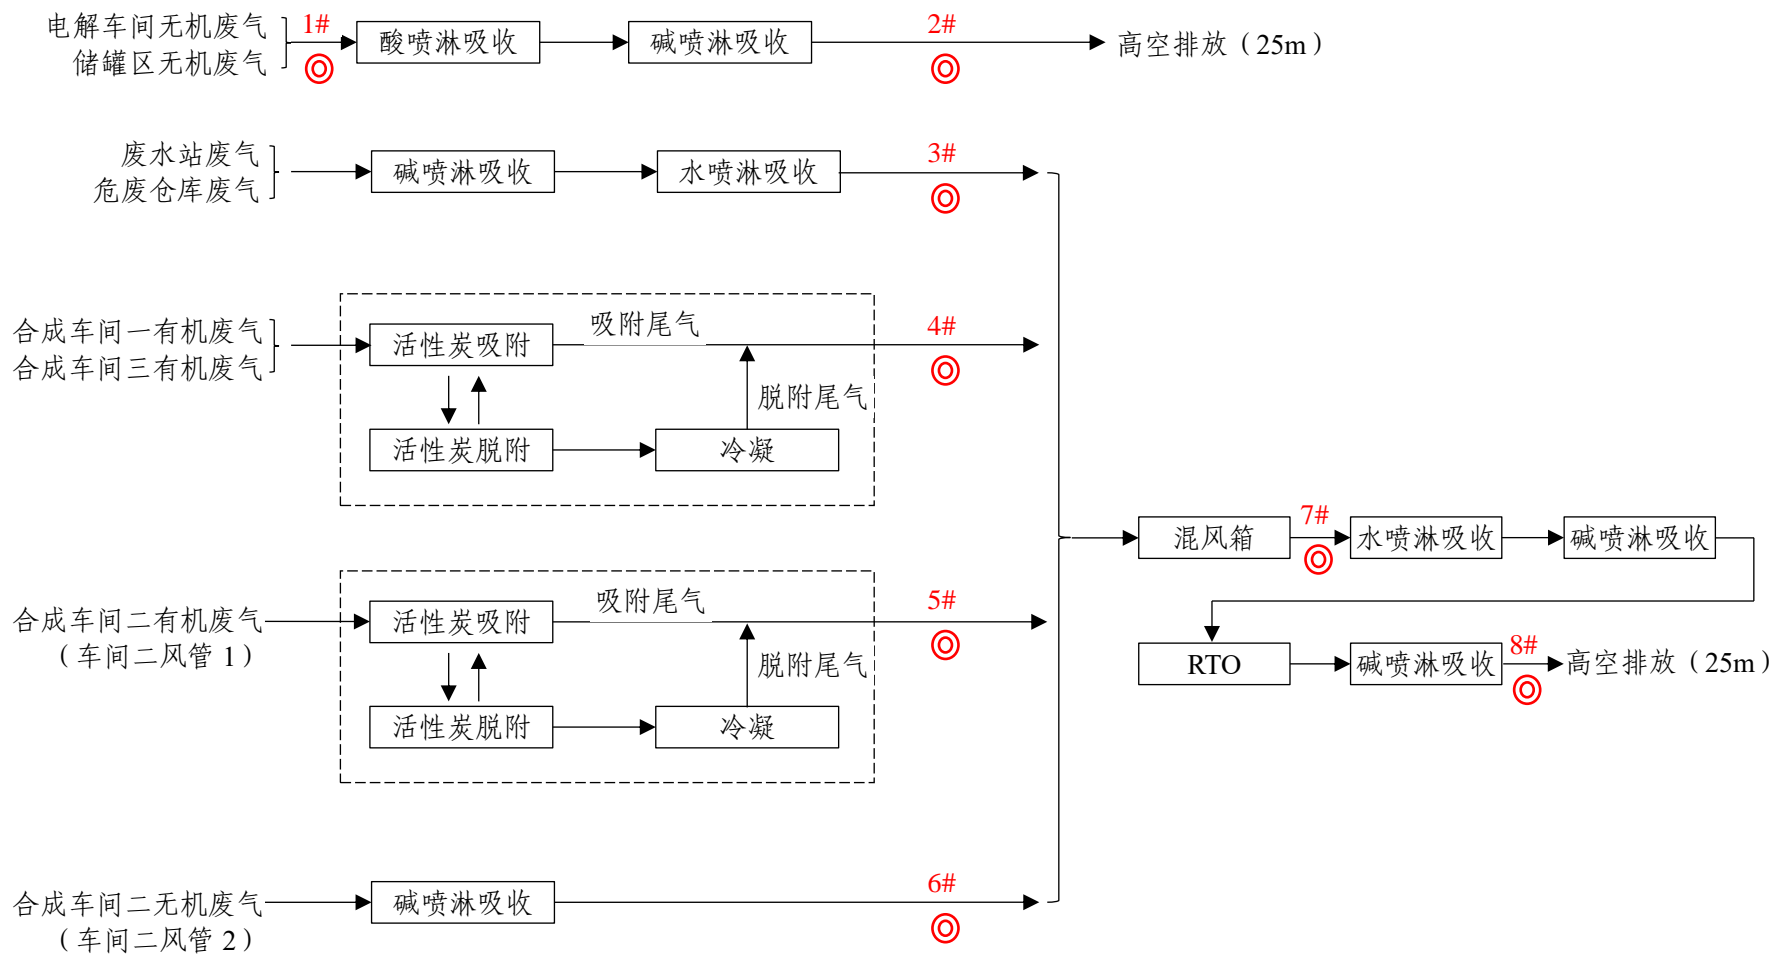 电解车间无机废气
储罐区无机废气
1#
酸喷淋吸收
碱喷淋吸收
2#
高空排放（25m）
废水站废气
危废仓库废气
碱喷淋吸收
水喷淋吸收
3#
合成车间一有机废气
合成车间三有机废气
活性炭吸附
吸附尾气
4#
脱附尾气
活性炭脱附
冷凝
混风箱
7#
水喷淋吸收
碱喷淋吸收
合成车间二有机废气
（车间二风管 1）
活性炭吸附
吸附尾气
5#
脱附尾气
活性炭脱附
冷凝
RTO
碱喷淋吸收
8#
高空排放（25m）
合成车间二无机废气
（车间二风管 2）
碱喷淋吸收
6#